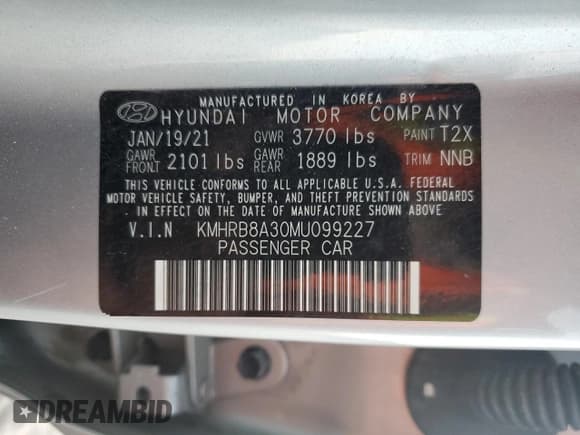 MANUFACTURED IN KOREA BY
HYUNDAI MOTOR COMPANY
JAN/19/21 GVWR 3770 lbs PAINT T2X
GAWR FRONT 2101 lbs GAWR REAR 1889 lbs TRIM NNB
THIS VEHICLE CONFORMS TO ALL APPLICABLE U.S.A. FEDERAL
MOTOR VEHICLE SAFETY, BUMPER, AND THEFT PREVENTION STANDARDS
IN EFFECT ON THE DATE OF MANUFACTURE SHOWN ABOVE
V.I.N KMHRB8A30MU099227
PASSENGER CAR
DREAMBID